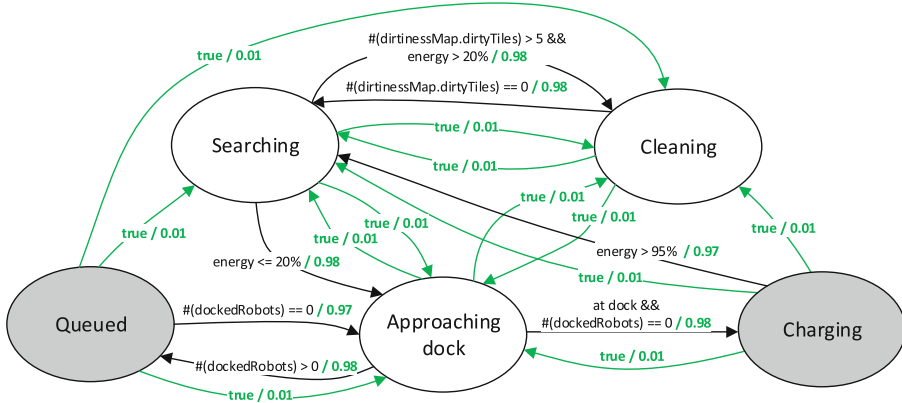 true / 0.01
#(dirtinessMap.dirtyTiles) > 5 &&
energy > 20% / 0.98
#(dirtinessMap.dirtyTiles) == 0 / 0.98
Searching
true / 0.01
true / 0.01
Cleaning
true / 0.01
true / 0.01
true / 0.01
true / 0.01
true / 0.01
true / 0.01
energy <= 20% / 0.98
energy > 95% / 0.97
true / 0.01
Queued
#(dockedRobots) == 0 / 0.97
Approaching
dock
at dock &&
#(dockedRobots) == 0 / 0.98
Charging
#(dockedRobots) > 0 / 0.98
true / 0.01
true / 0.01